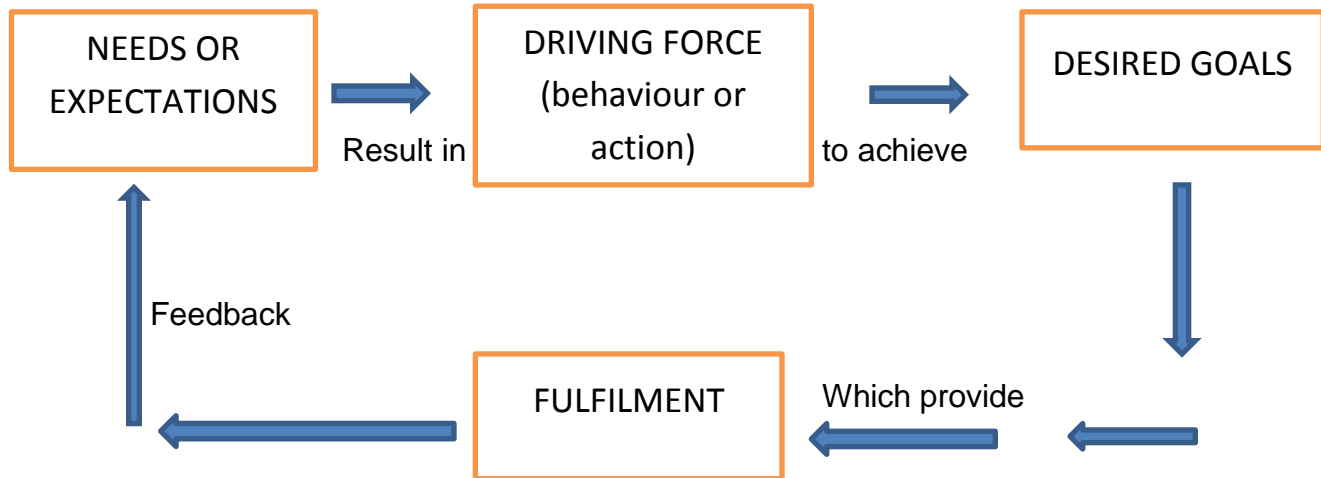 NEEDS OR
EXPECTATIONS
Result in
DRIVING FORCE
(behaviour or
action)
to achieve
DESIRED GOALS
Feedback
FULFILMENT
Which provide